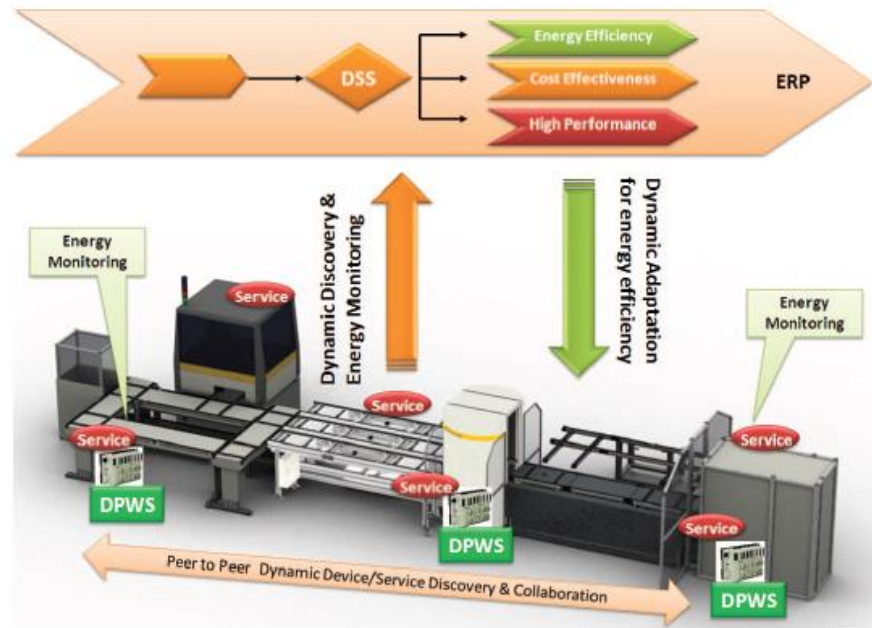 Energy Efficiency
DSS
Cost Effectiveness
ERP
High Performance
Dynamic Discovery &
Energy Monitoring
Dynamic Adaptation
for energy efficiency
Energy
Monitoring
Service
Energy
Monitoring
Service
Service
Service
Service
Service
DPWS
DPWS
DPWS
Peer to Peer Dynamic Device/Service Discovery & Collaboration